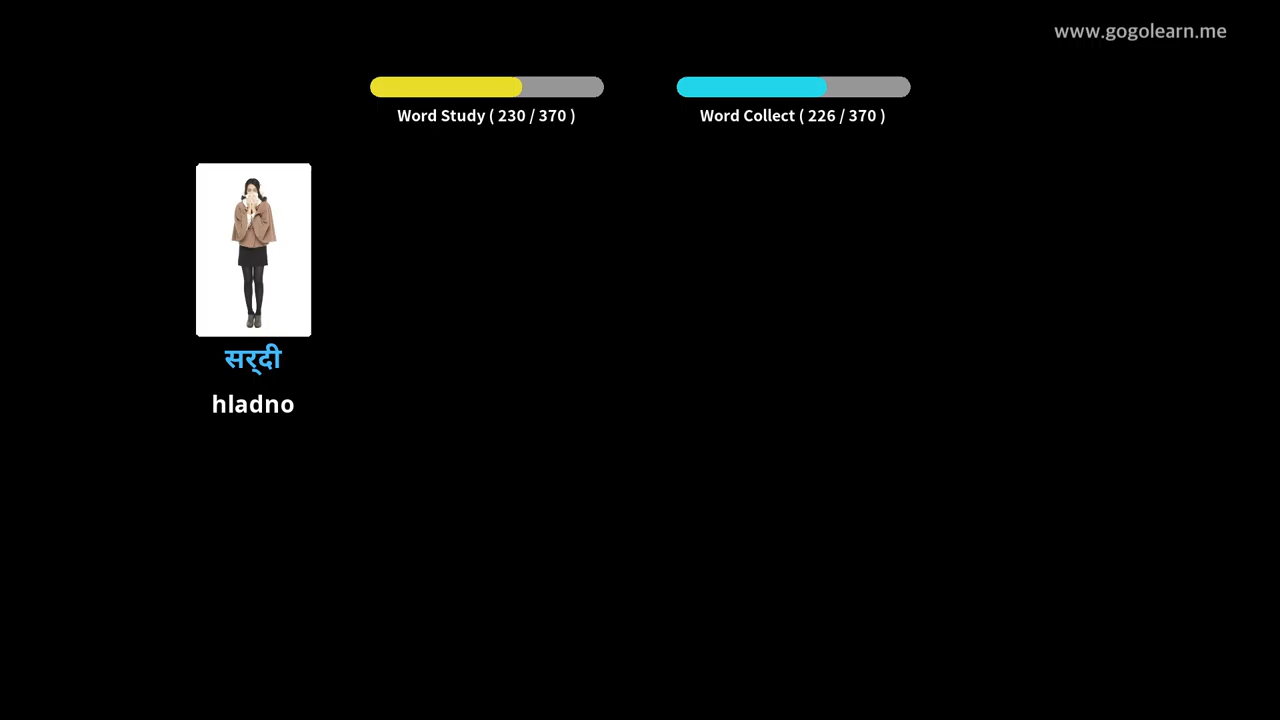 www.gogolearn.me
Word Study ( 230 / 370 )
Word Collect ( 226 / 370 )
सर्‌दी
hladno